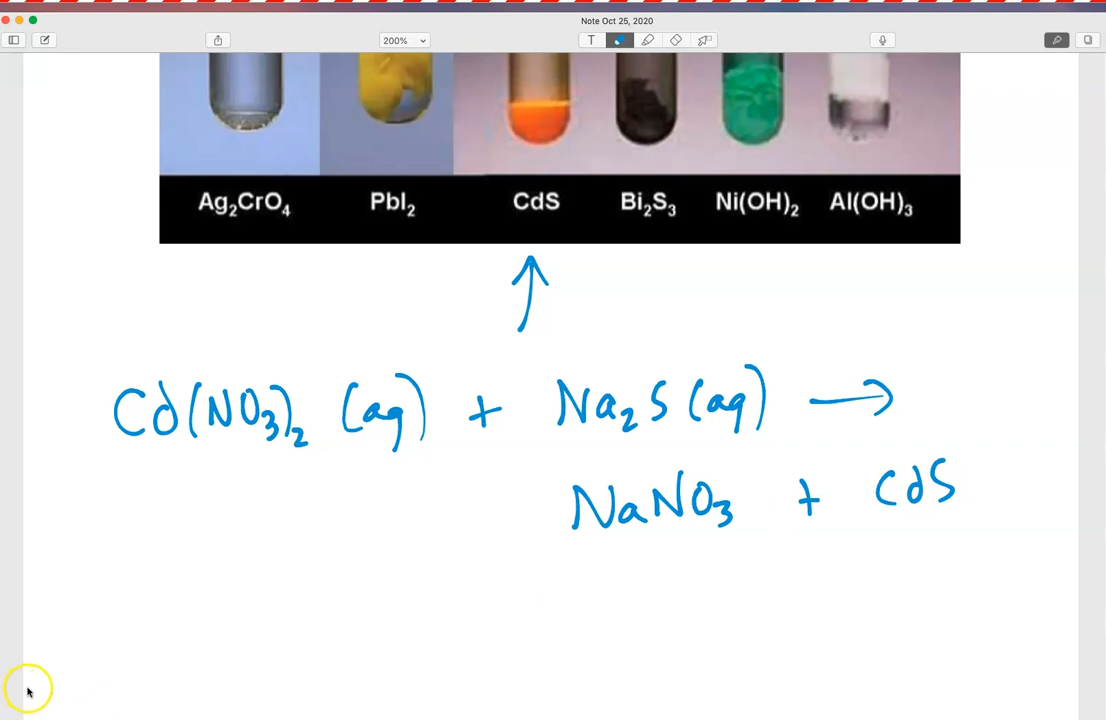 Note Oct 25, 2020
200% T
Ag₂CrO₄ PbI₂ CdS Bi₂S₃ Ni(OH)₂ Al(OH)₃
Cd(NO₃)₂ (aq) + Na₂S (aq) →
NaNO₃ + CdS